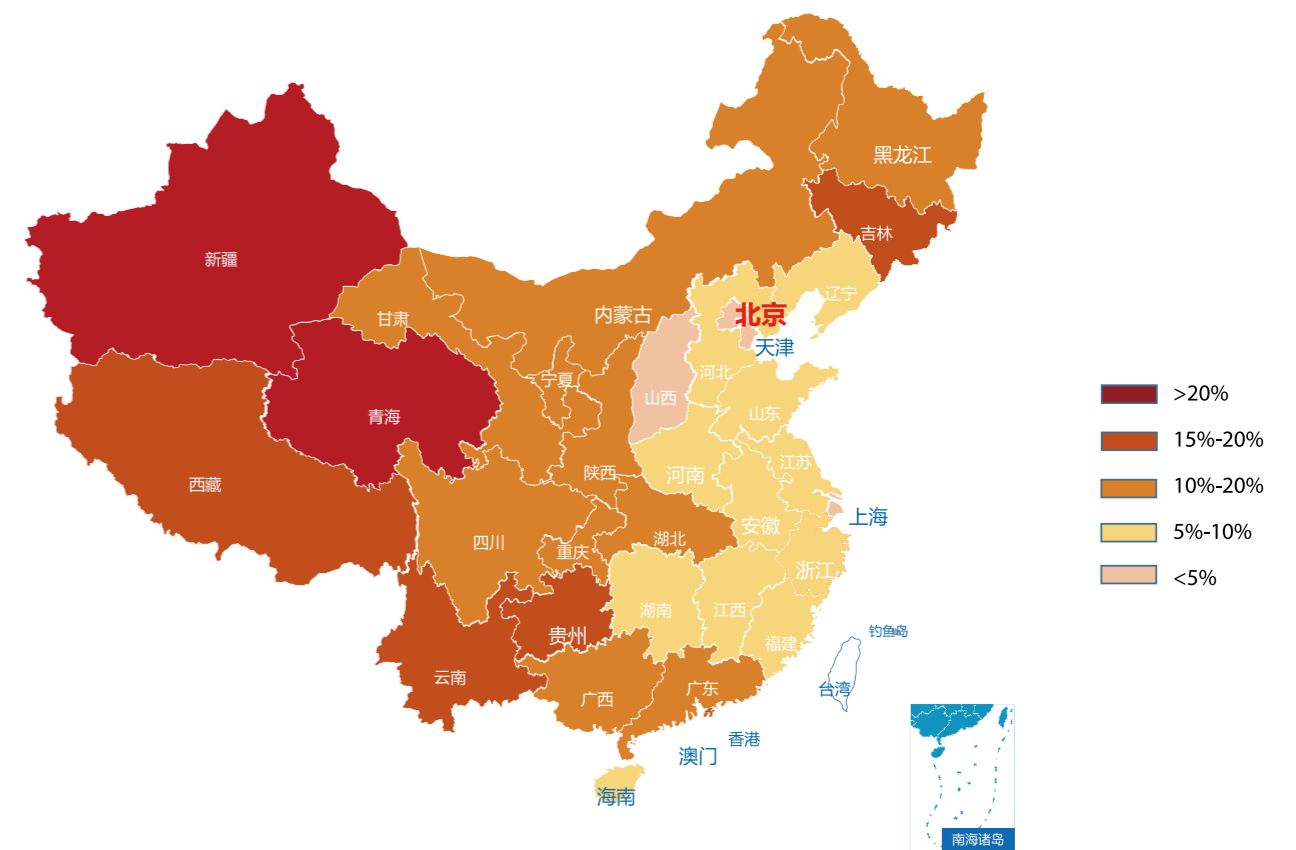 黑龙江
吉林
新疆
辽宁
内蒙古
北京
甘肃
天津
河北
宁夏
山西
>20%
青海
山东
15%-20%
江苏
陕西
河南
西藏
10%-20%
上海
安徽
5%-10%
湖北
四川
重庆
浙江
<5%
湖南
江西
钓鱼岛
贵州
福建
云南
台湾
广东
广西
香港
澳门
海南
南海诸岛